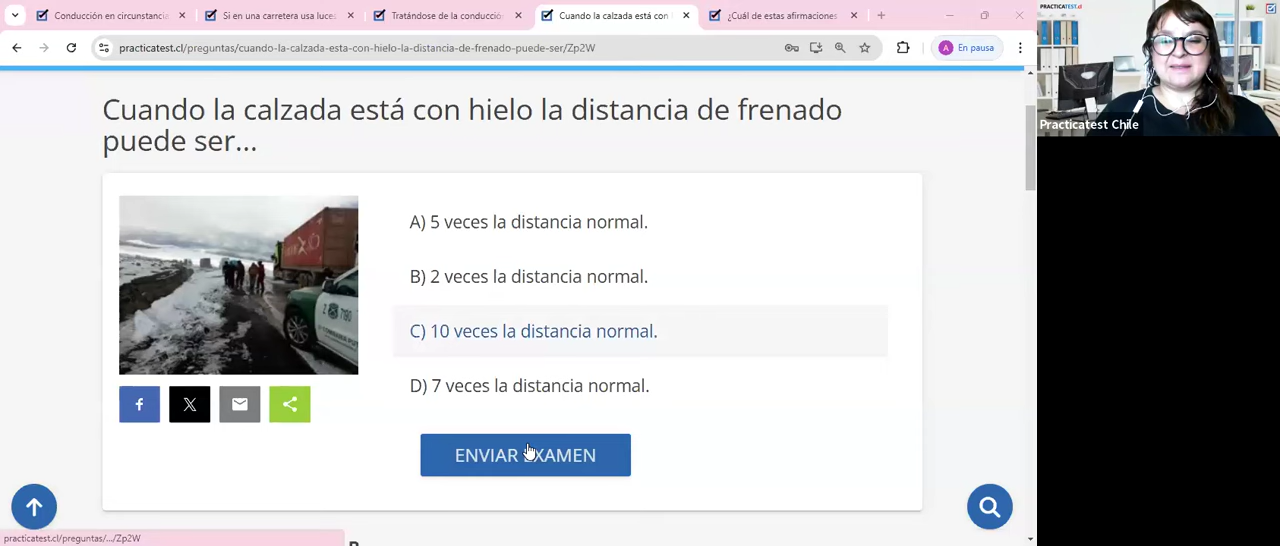 Conducción en circunstancia
Si en una carretera usa luces
Tratándose de la conducción
Cuando la calzada está con
¿Cuál de estas afirmaciones
practicatest.cl/preguntas/cuando-la-calzada-esta-con-hielo-la-distancia-de-frenado-puede-ser/Zp2W
A
En pausa
PRACTICATEST.cl
Practicatest Chile
Cuando la calzada está con hielo la distancia de frenado
puede ser...
A) 5 veces la distancia normal.
B) 2 veces la distancia normal.
C) 10 veces la distancia normal.
D) 7 veces la distancia normal.
ENVIAR EXAMEN
practicatest.cl/preguntas/.../Zp2W